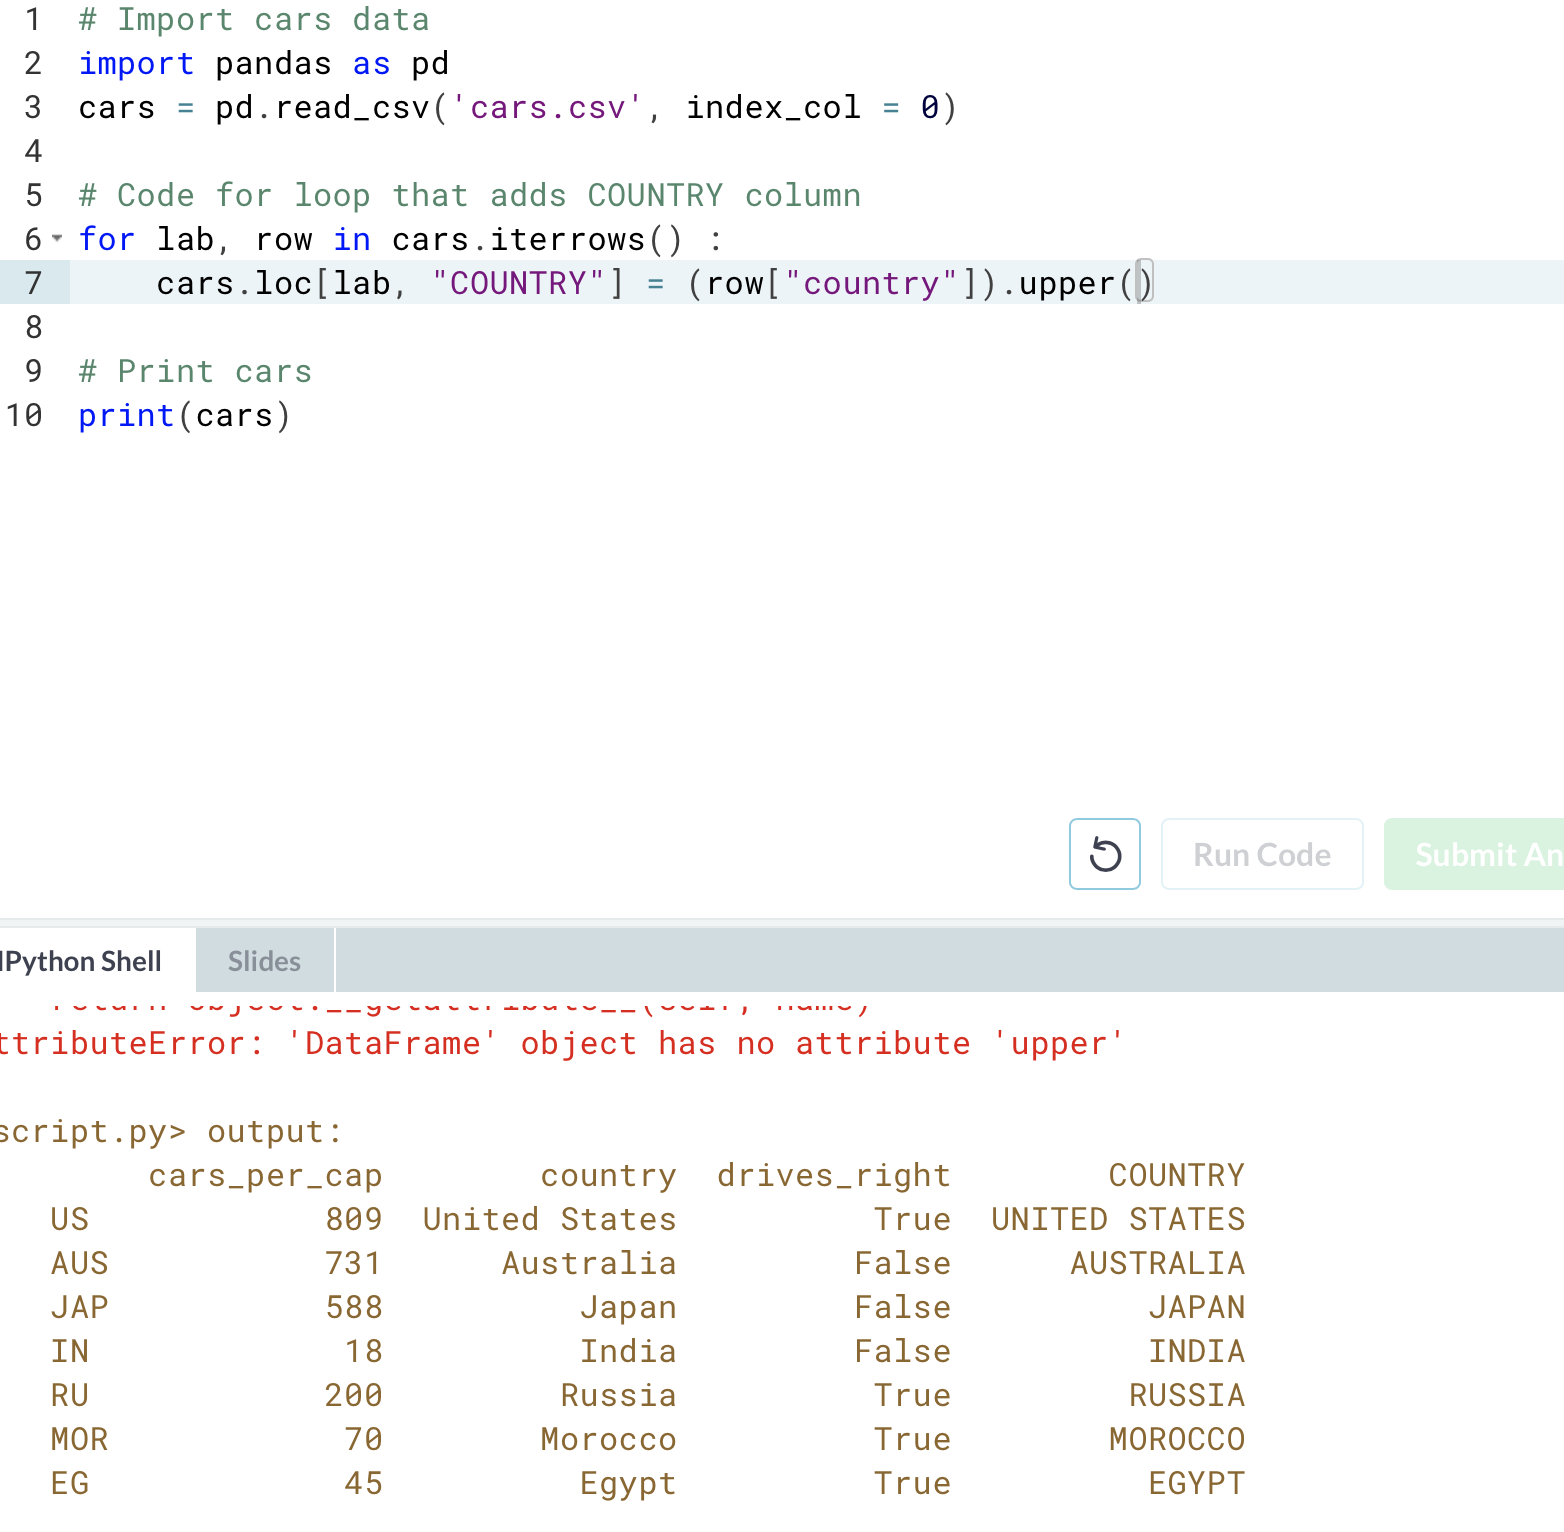 1 # Import cars data
2 import pandas as pd
3 cars = pd.read_csv('cars.csv', index_col = 0)
4
5 # Code for loop that adds COUNTRY column
6 for lab, row in cars.iterrows() :
7     cars.loc[lab, "COUNTRY"] = (row["country"]).upper()
8
9 # Print cars
10 print(cars)
Run Code Submit An
IPython Shell Slides
return object.__getattribute__(self, name)
ttributeError: 'DataFrame' object has no attribute 'upper'
script.py> output:
cars_per_cap country drives_right COUNTRY
US 809 United States True UNITED STATES
AUS 731 Australia False AUSTRALIA
JAP 588 Japan False JAPAN
IN 18 India False INDIA
RU 200 Russia True RUSSIA
MOR 70 Morocco True MOROCCO
EG 45 Egypt True EGYPT